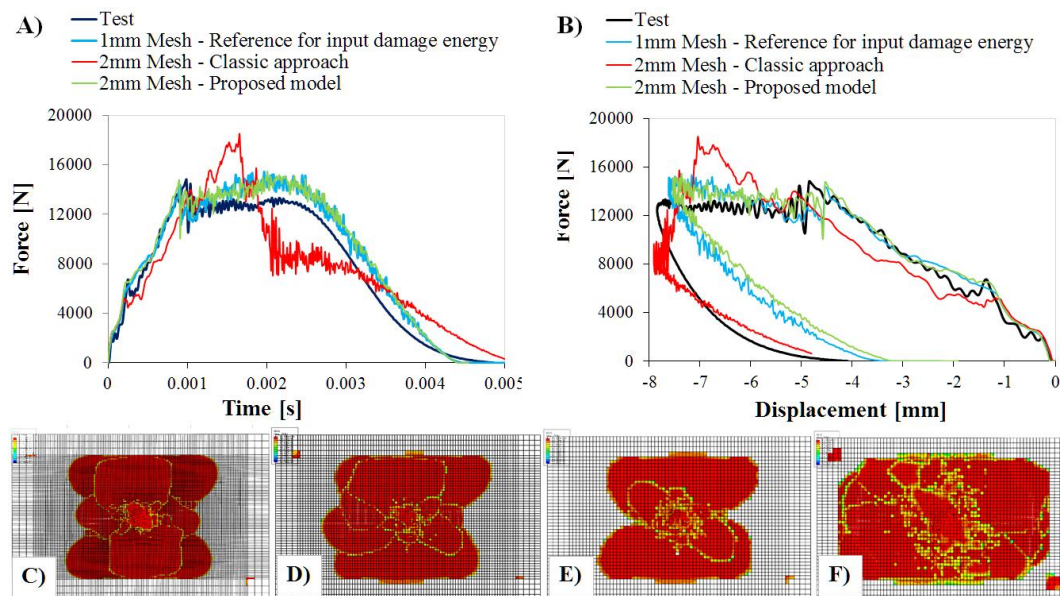 A)
Test
1mm Mesh - Reference for input damage energy
2mm Mesh - Classic approach
2mm Mesh - Proposed model
20000
16000
12000
8000
4000
0
Force [N]
0
0.001
0.002
0.003
0.004
0.005
Time [s]
B)
Test
1mm Mesh - Reference for input damage energy
2mm Mesh - Classic approach
2mm Mesh - Proposed model
20000
16000
12000
8000
4000
0
Force [N]
-8
-7
-6
-5
-4
-3
-2
-1
0
Displacement [mm]
C)
D)
E)
F)